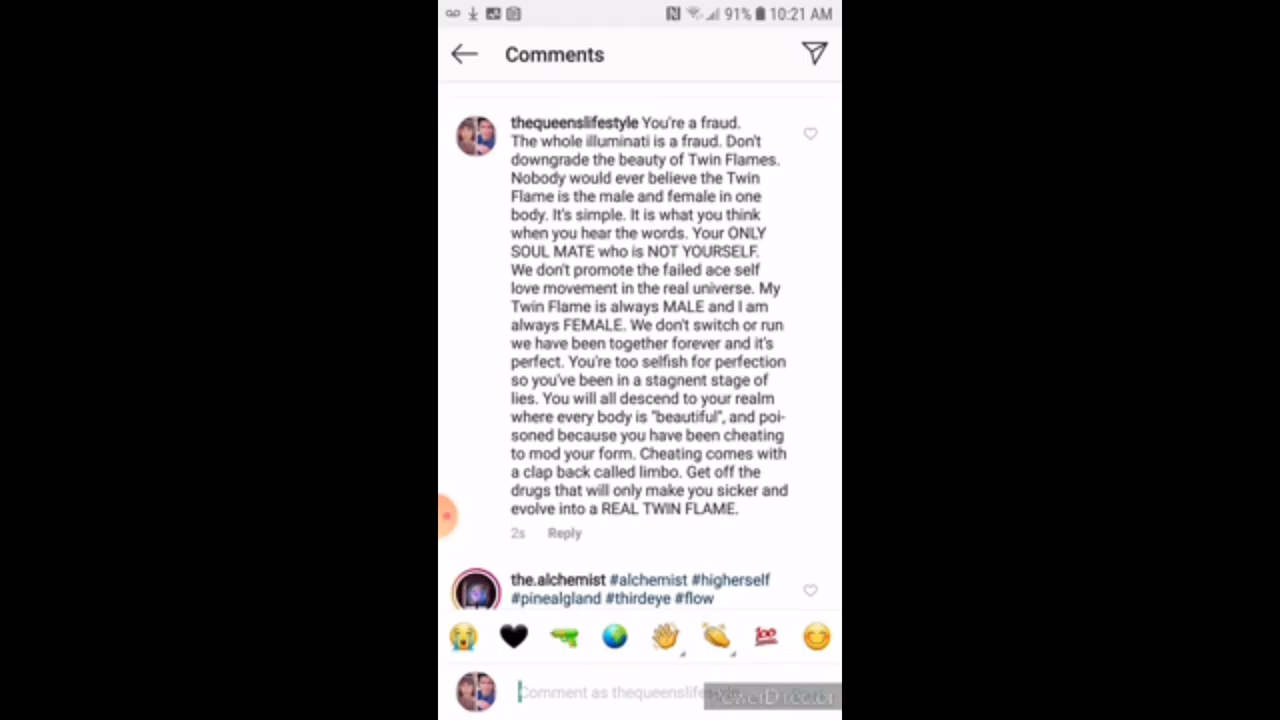 91% 10:21 AM
Comments
thequeenslifestyle You're a fraud.
The whole illuminati is a fraud. Don't
downgrade the beauty of Twin Flames.
Nobody would ever believe the Twin
Flame is the male and female in one
body. It's simple. It is what you think
when you hear the words. Your ONLY
SOUL MATE who is NOT YOURSELF.
We don't promote the failed ace self
love movement in the real universe. My
Twin Flame is always MALE and I am
always FEMALE. We don't switch or run
we have been together forever and it's
perfect. You're too selfish for perfection
so you've been in a stagnent stage of
lies. You will all descend to your realm
where every body is "beautiful", and poi-
soned because you have been cheating
to mod your form. Cheating comes with
a clap back called limbo. Get off the
drugs that will only make you sicker and
evolve into a REAL TWIN FLAME.
2s Reply
the.alchemist #alchemist #higherself
#pinealgland #thirdeye #flow
Comment as
PowerDirector